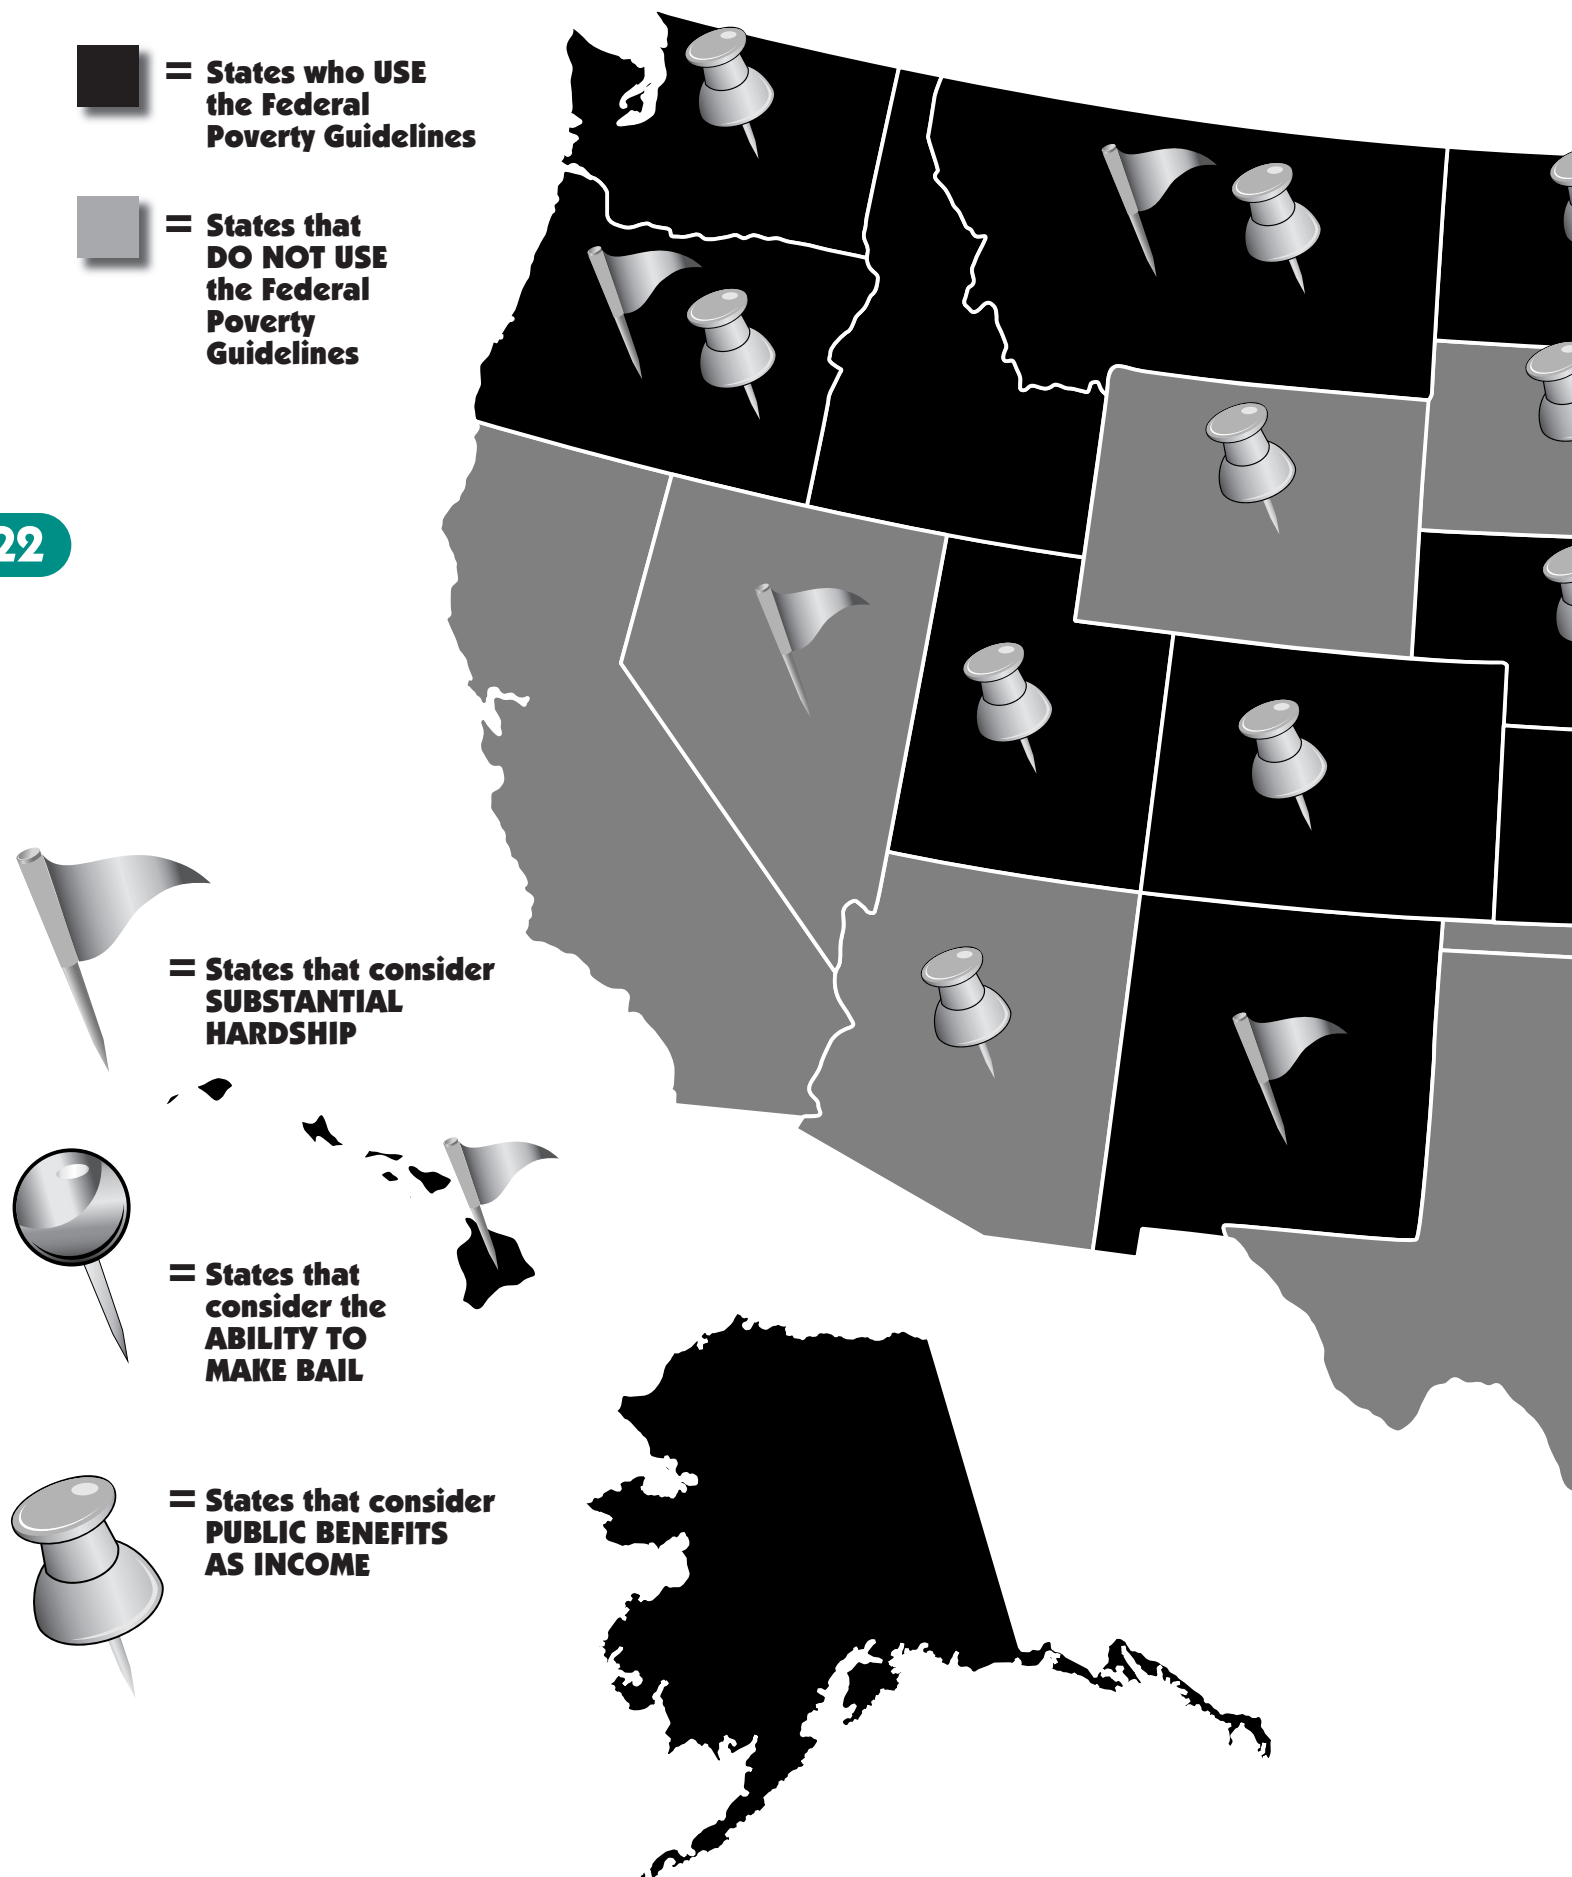 = States who USE
the Federal
Poverty Guidelines
= States that
DO NOT USE
the Federal
Poverty
Guidelines
22
= States that consider
SUBSTANTIAL
HARDSHIP
= States that
consider the
ABILITY TO
MAKE BAIL
= States that consider
PUBLIC BENEFITS
AS INCOME